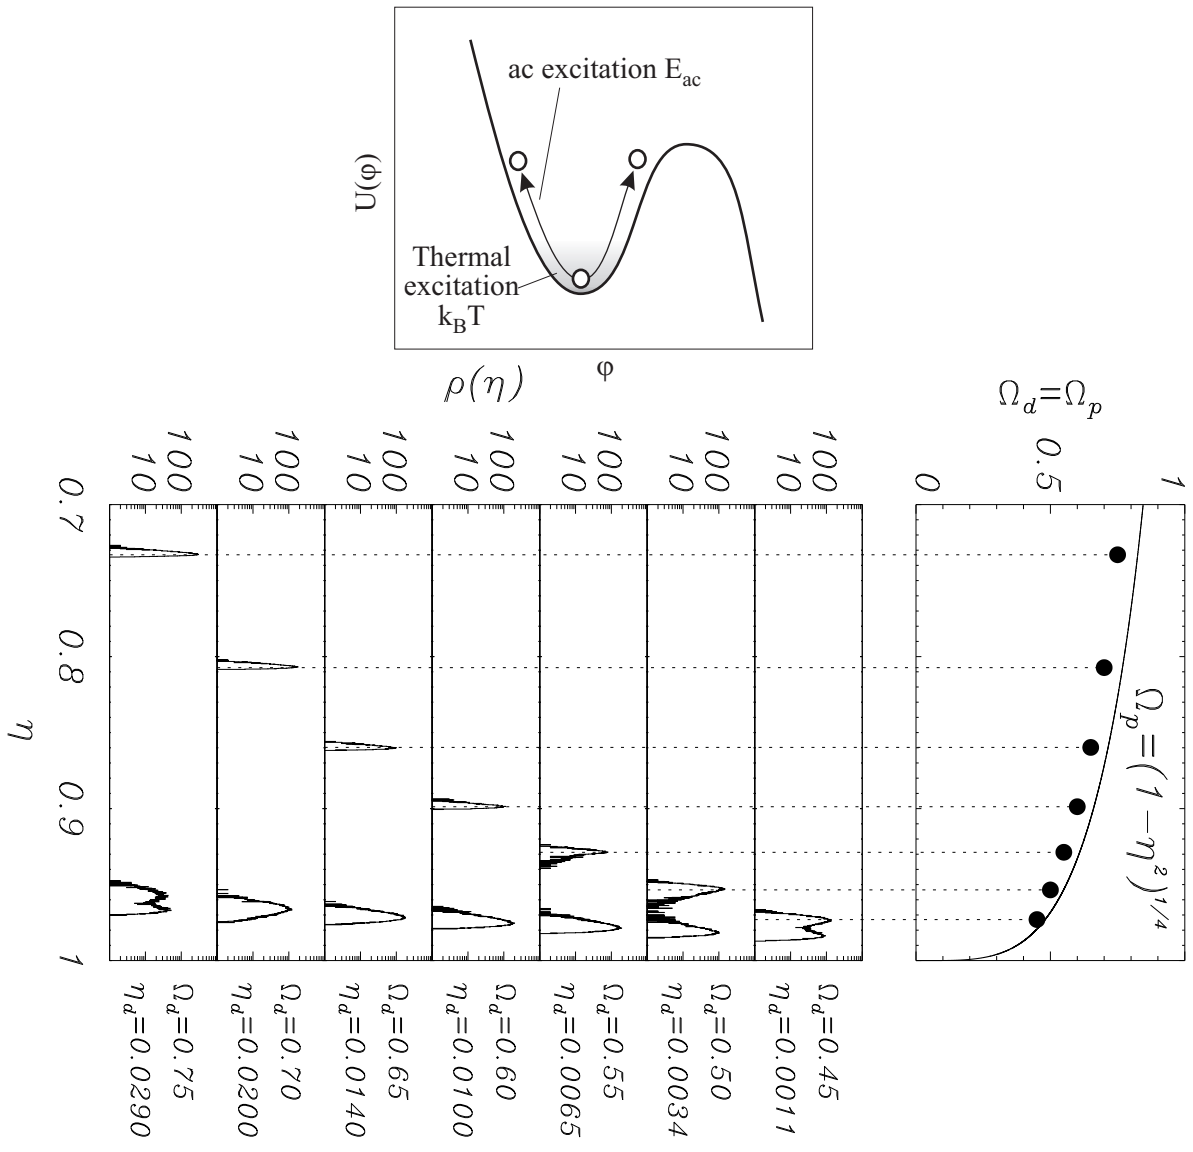 ac excitation E_ac
U(φ)
Thermal
excitation
k_BT
φ
Ω_d=Ω_p
1
0.5
0
Ω_p=(1−η²)^1/4
ρ(η)
100
10
Ω_d=0.45
η_d=0.0011
100
10
Ω_d=0.50
η_d=0.0034
100
10
Ω_d=0.55
η_d=0.0065
100
10
Ω_d=0.60
η_d=0.0100
100
10
Ω_d=0.65
η_d=0.0140
100
10
Ω_d=0.70
η_d=0.0200
100
10
Ω_d=0.75
η_d=0.0290
0.7
0.8
0.9
1
η